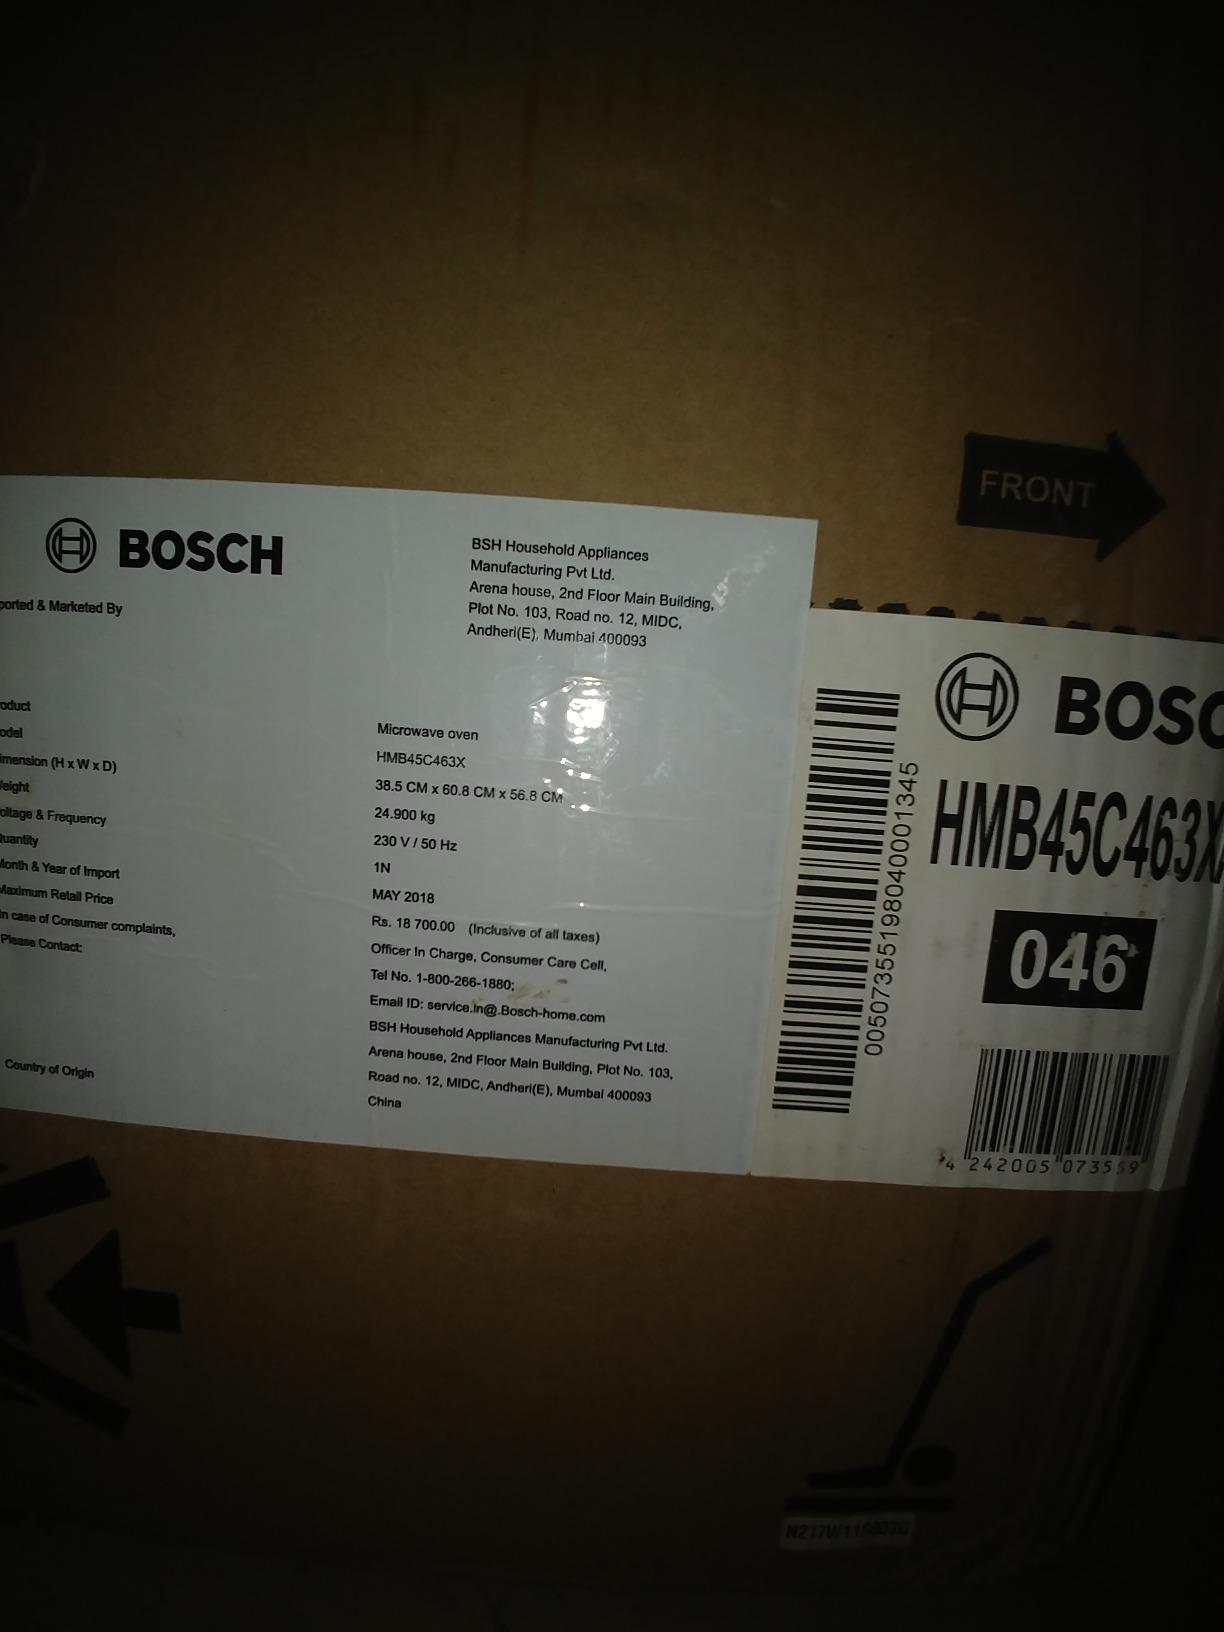 FRONT
BOSCH
BSH Household Appliances
Manufacturing Pvt Ltd.
Arena house, 2nd Floor Main Building,
Plot No. 103, Road no. 12, MIDC,
Andheri(E), Mumbai 400093
ported & Marketed By
oduct Microwave oven
odel HMB45C463X
imension (H x W x D) 38.5 CM x 60.8 CM x 56.8 CM
eight 24.900 kg
oltage & Frequency 230 V / 50 Hz
uantity 1N
Month & Year of Import MAY 2018
Maximum Retail Price Rs. 18 700.00 (Inclusive of all taxes)
In case of Consumer complaints, Officer In Charge, Consumer Care Cell,
Please Contact: Tel No. 1-800-266-1880;
Email ID: service.in@.Bosch-home.com
BSH Household Appliances Manufacturing Pvt Ltd.
Arena house, 2nd Floor Main Building, Plot No. 103,
Road no. 12, MIDC, Andheri(E), Mumbai 400093
Country of Origin China
BOSC
HMB45C463X
046
005073551980400001345
4 242005 073559